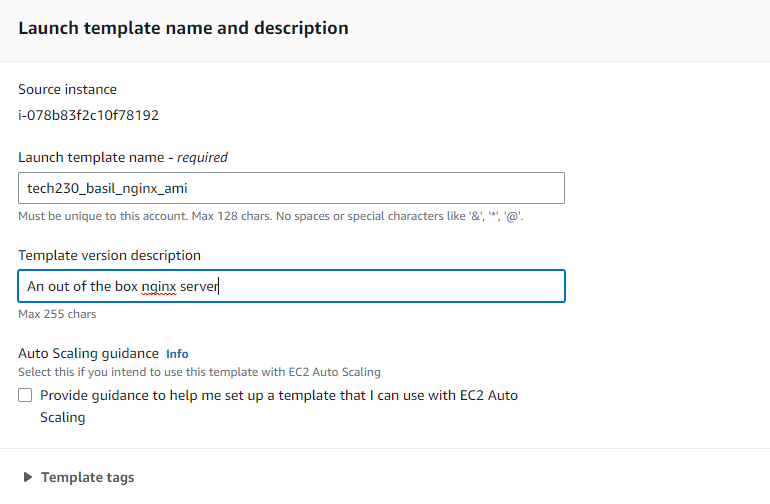 Launch template name and description
Source instance
i-078b83f2c10f78192
Launch template name - required
tech230_basil_nginx_ami
Must be unique to this account. Max 128 chars. No spaces or special characters like '&', '*', '@'.
Template version description
An out of the box nginx server
Max 255 chars
Auto Scaling guidance Info
Select this if you intend to use this template with EC2 Auto Scaling
Provide guidance to help me set up a template that I can use with EC2 Auto
Scaling
Template tags